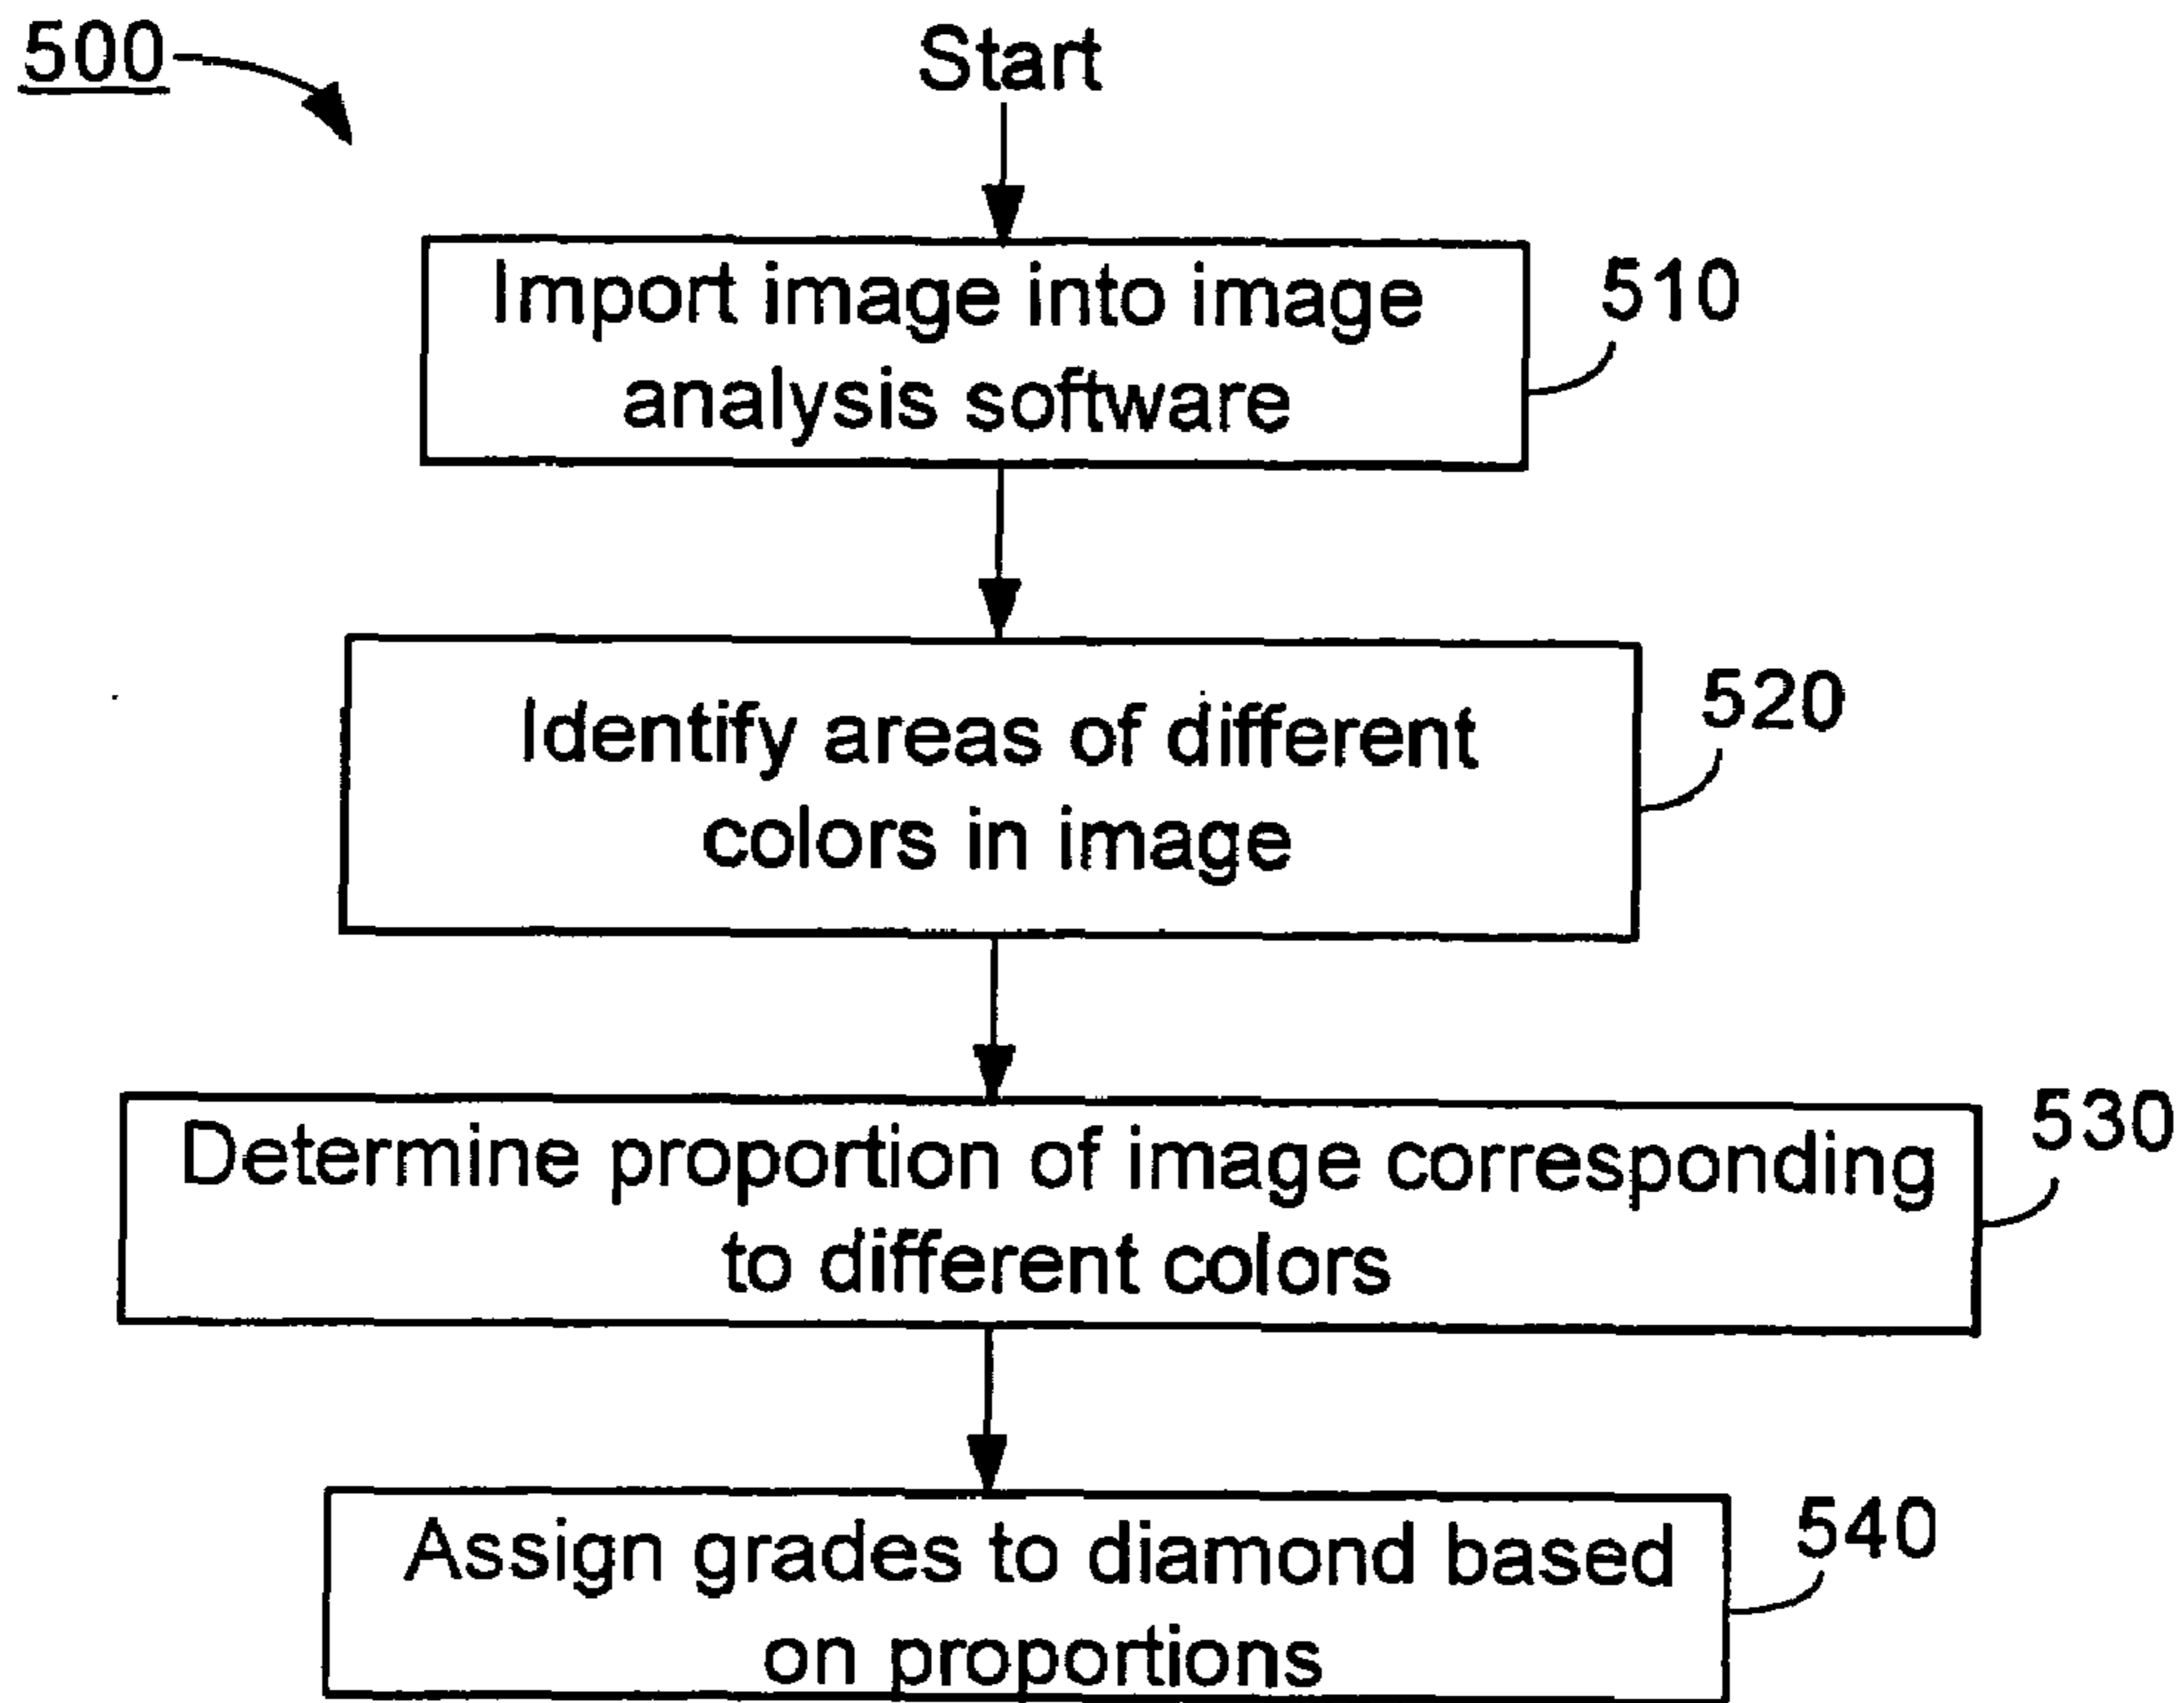 500
Start
Import image into image
analysis software
510
Identify areas of different
colors in image
520
Determine proportion of image corresponding
to different colors
530
Assign grades to diamond based
on proportions
540